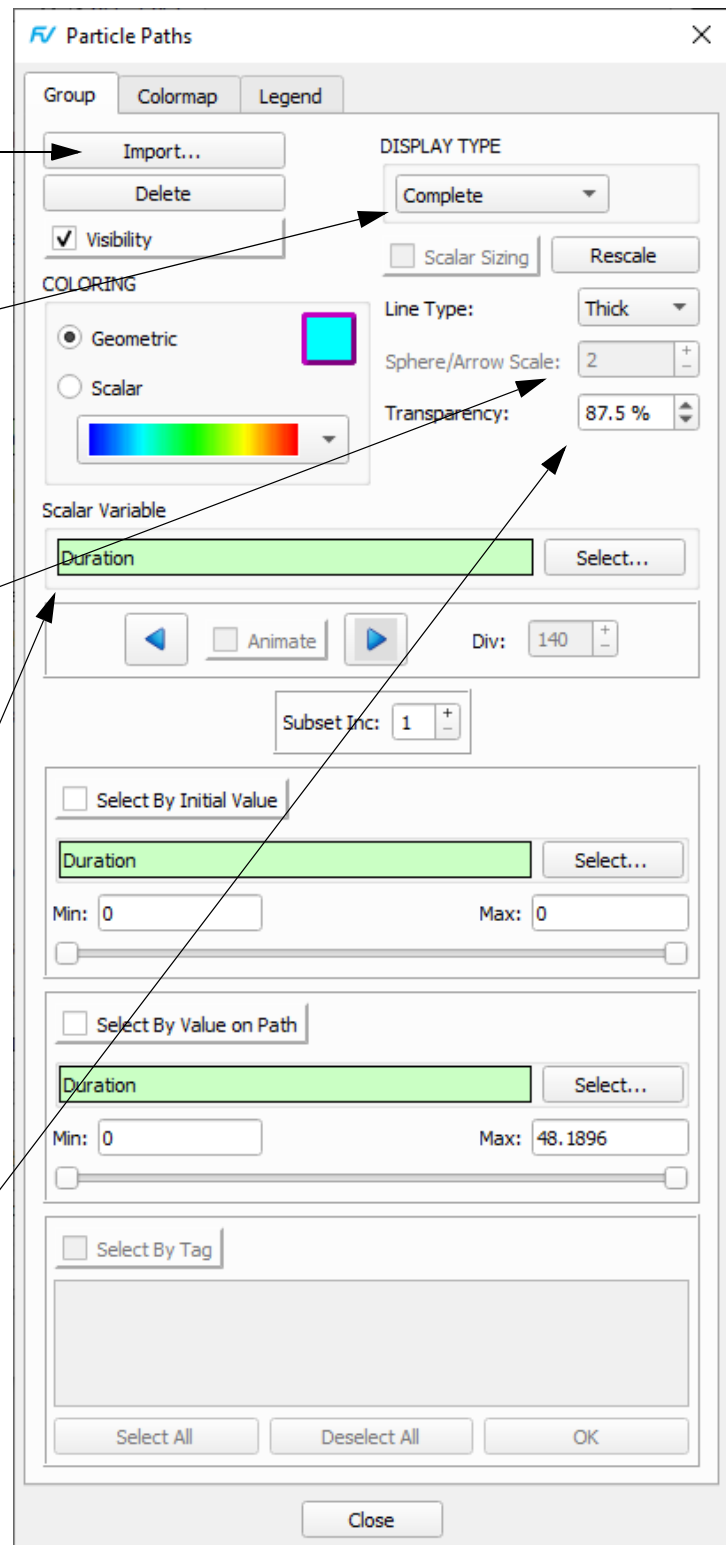 FV Particle Paths
Group Colormap Legend
Import...
Delete
Visibility
DISPLAY TYPE
Complete
Scalar Sizing Rescale
COLORING
Geometric
Scalar
Line Type: Thick
Sphere/Arrow Scale: 2
Transparency: 87.5 %
Scalar Variable
Duration Select...
Animate Div: 140
Subset Inc: 1
Select By Initial Value
Duration Select...
Min: 0 Max: 0
Select By Value on Path
Duration Select...
Min: 0 Max: 48.1896
Select By Tag
Select All Deselect All OK
Close